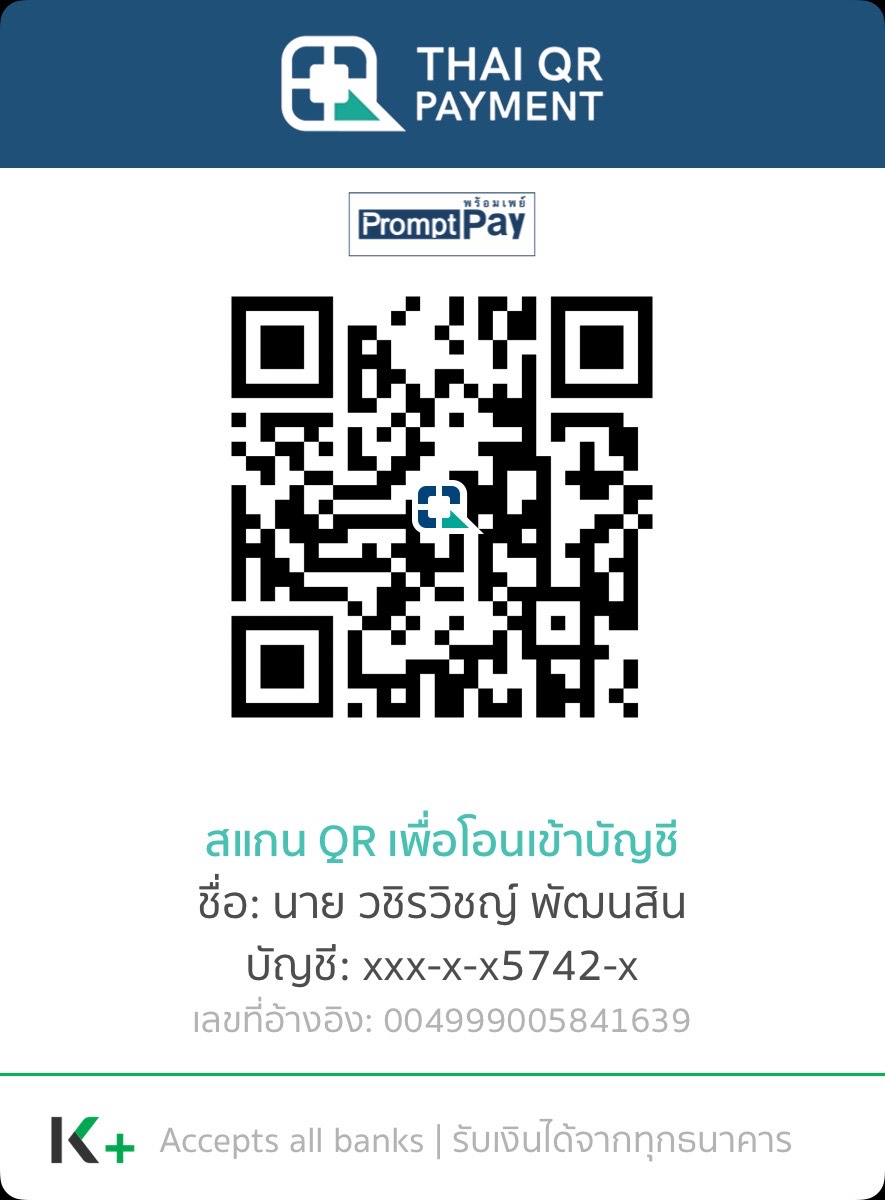 THAI QR
PAYMENT
พร้อมเพย์
PromptPay
สแกน QR เพื่อโอนเข้าบัญชี
ชื่อ: นาย วชิรวิชญ์ พัฒนสิน
บัญชี: xxx-x-x5742-x
เลขที่อ้างอิง: 004999005841639
K+ Accepts all banks | รับเงินได้จากทุกธนาคาร